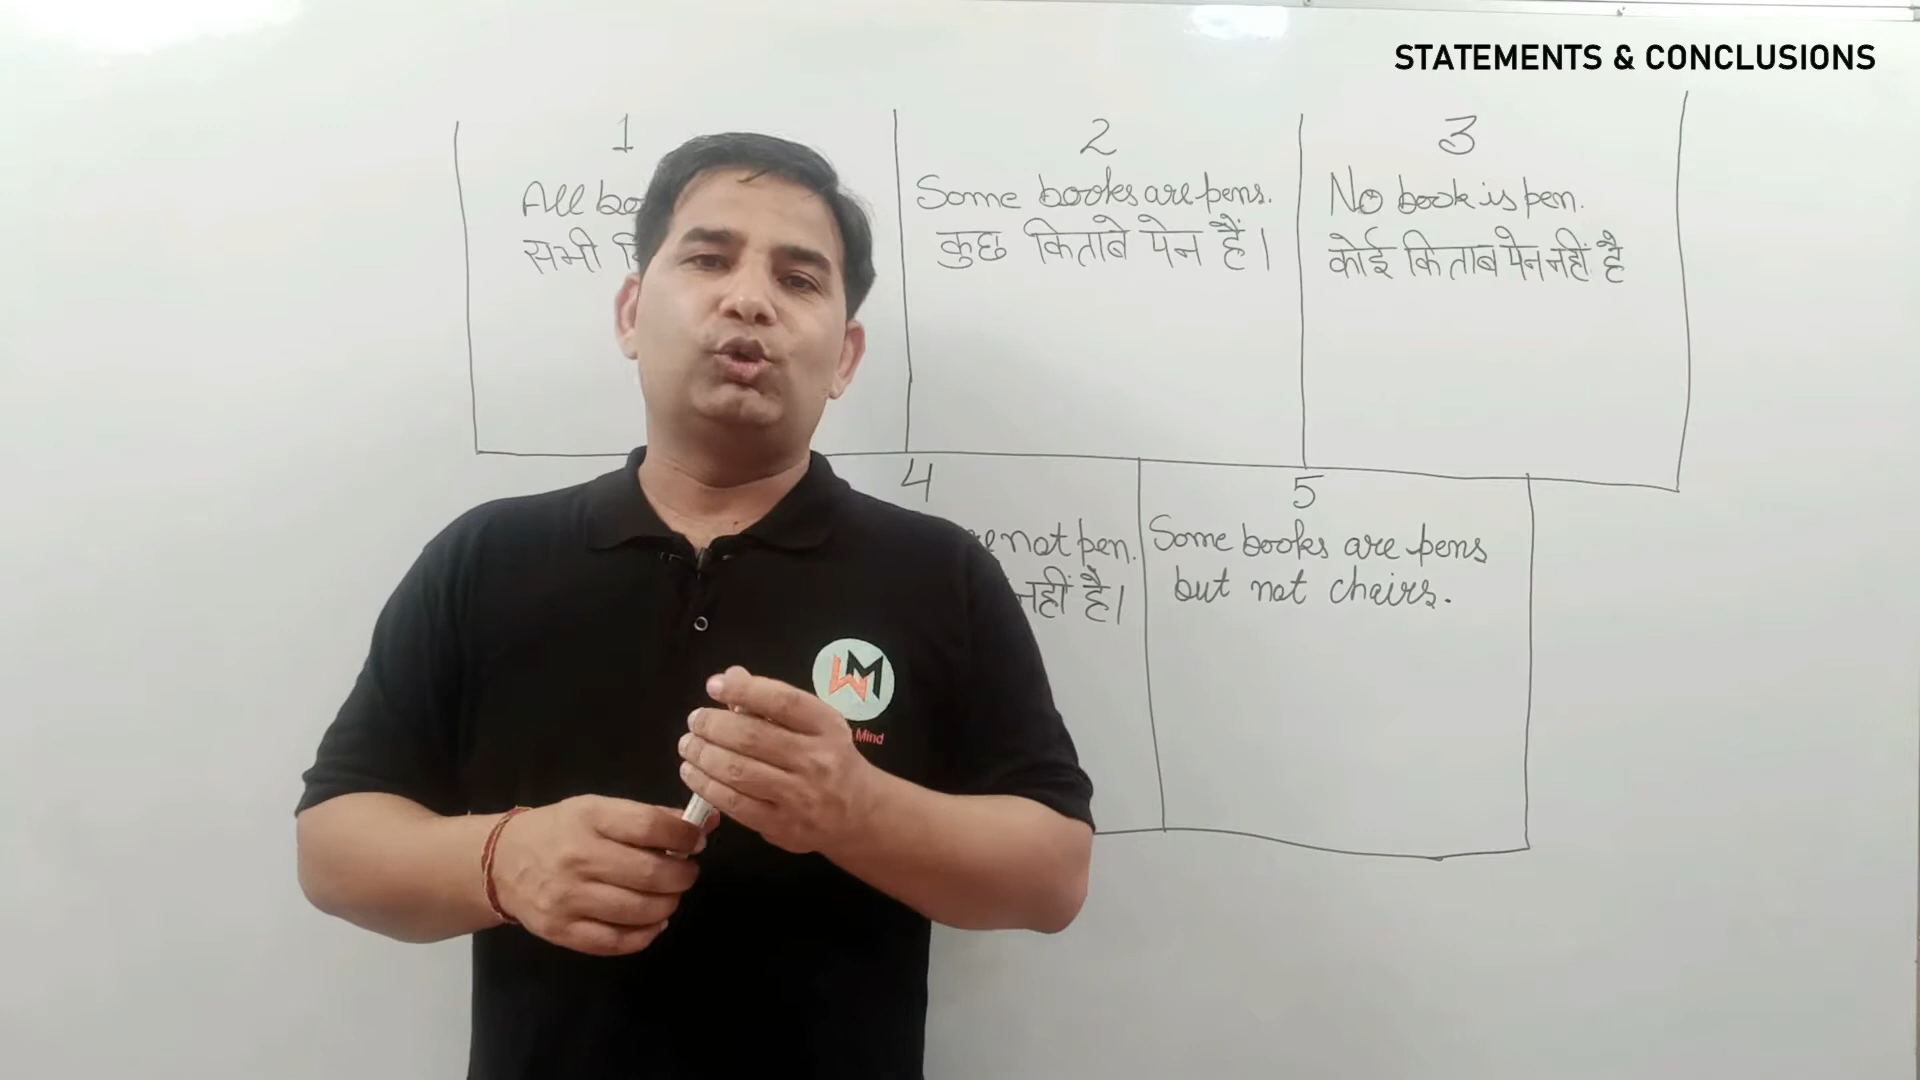 STATEMENTS & CONCLUSIONS
1
All
सभी
2
Some books are pens.
कुछ किताबे पेन हैं।
3
No book is pen.
कोई किताब पेन नहीं है
4
not pen.
नहीं है।
5
Some books are pens
but not chairs.
WM
Mind